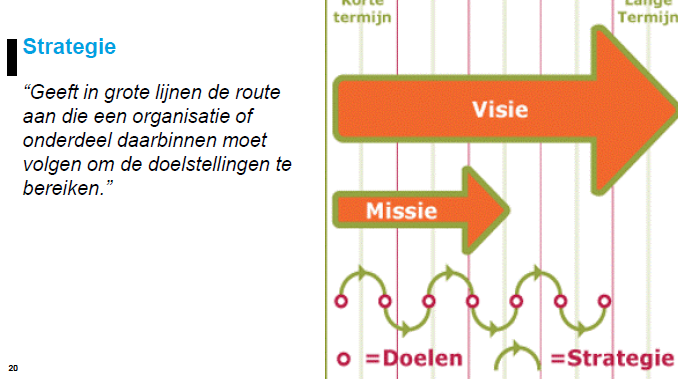 Strategie
“Geeft in grote lijnen de route
aan die een organisatie of
onderdeel daarbinnen moet
volgen om de doelstellingen te
bereiken.”
20
Korte
termijn
Lange
Termijn
Visie
Missie
=Doelen
=Strategie